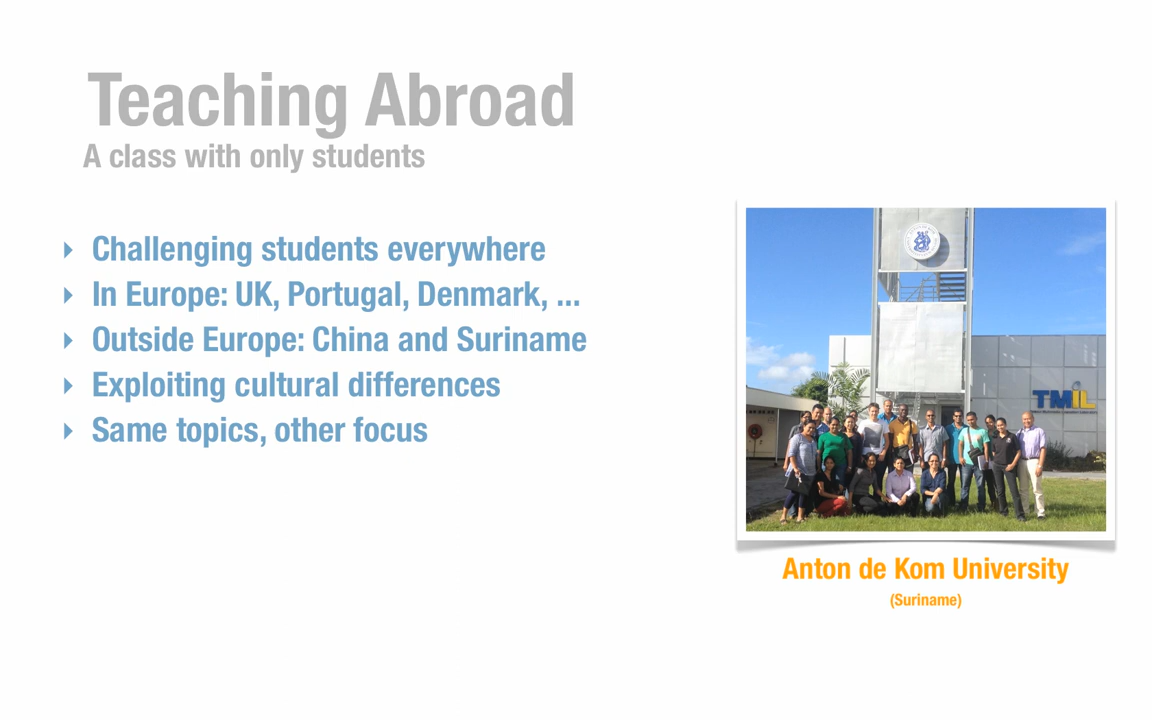 Teaching Abroad
A class with only students
‣ Challenging students everywhere
‣ In Europe: UK, Portugal, Denmark, ...
‣ Outside Europe: China and Suriname
‣ Exploiting cultural differences
‣ Same topics, other focus
TMIL
Anton de Kom University
(Suriname)